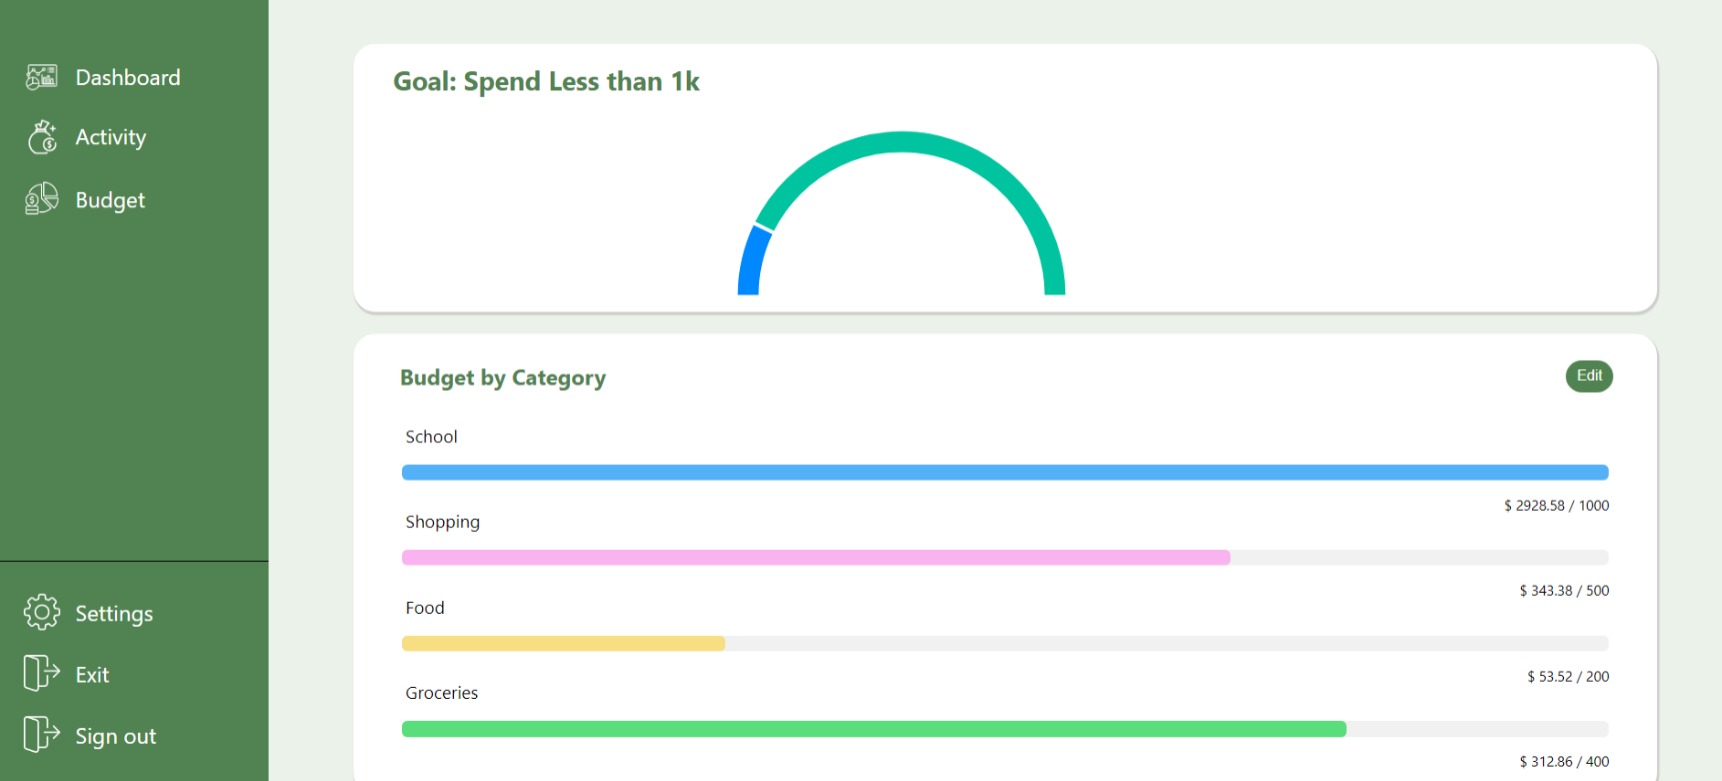 Dashboard
Activity
Budget
Settings
Exit
Sign out
Goal: Spend Less than 1k
Budget by Category
Edit
School
$ 2928.58 / 1000
Shopping
$ 343.38 / 500
Food
$ 53.52 / 200
Groceries
$ 312.86 / 400